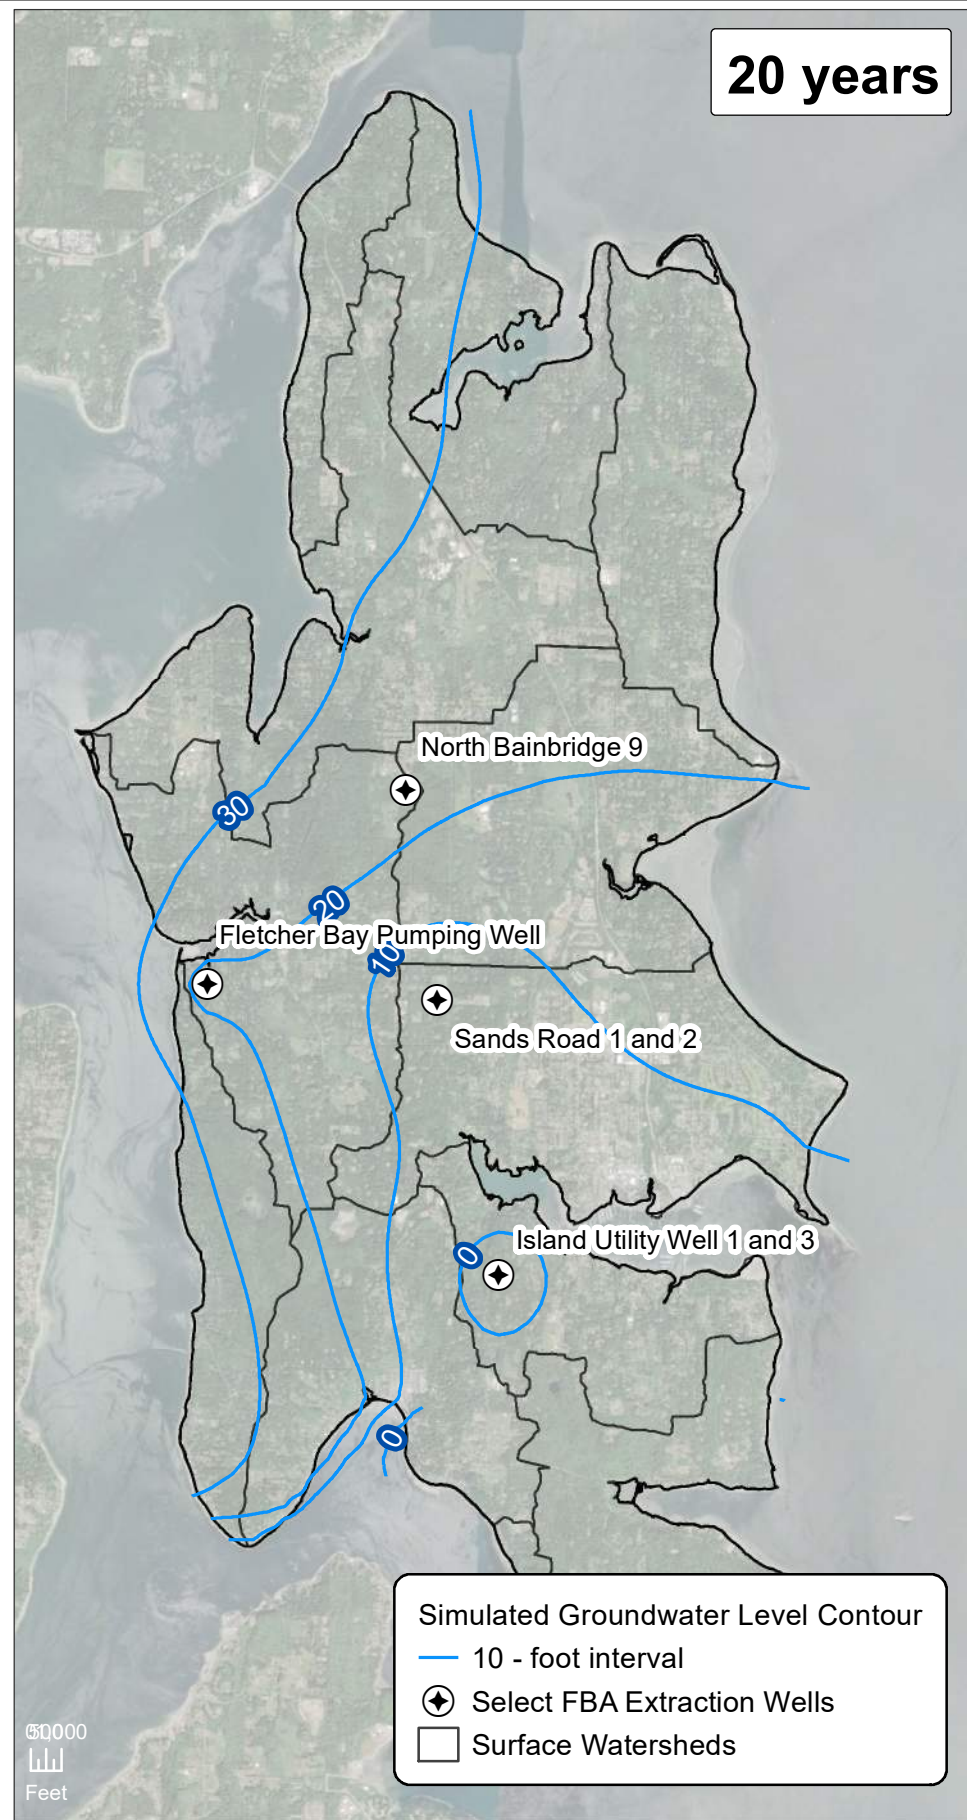 20 years
North Bainbridge 9
30
20
Fletcher Bay Pumping Well
10
Sands Road 1 and 2
Island Utility Well 1 and 3
0
0
Simulated Groundwater Level Contour
10 - foot interval
Select FBA Extraction Wells
Surface Watersheds
Feet